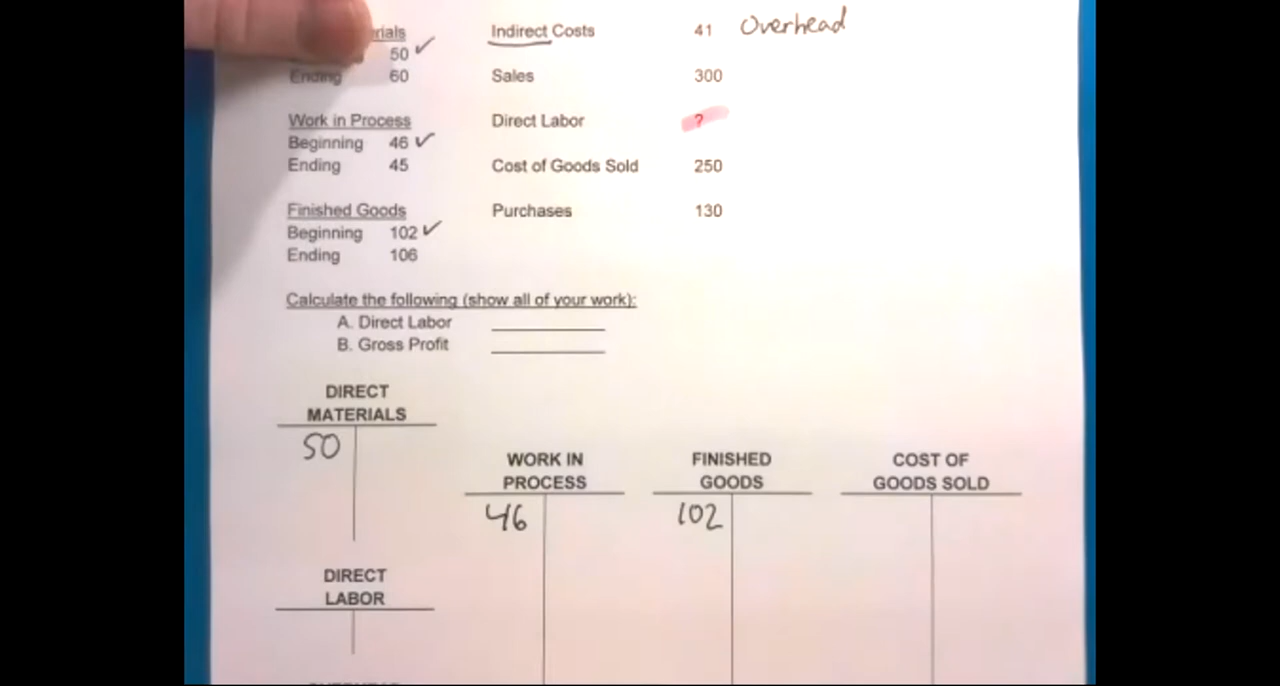 rials
50 ✓
Ending 60
Work in Process
Beginning 46 ✓
Ending 45
Finished Goods
Beginning 102 ✓
Ending 106
Indirect Costs 41 Overhead
Sales 300
Direct Labor ?
Cost of Goods Sold 250
Purchases 130
Calculate the following (show all of your work):
A. Direct Labor
B. Gross Profit
DIRECT
MATERIALS
50
WORK IN
PROCESS
46
FINISHED
GOODS
102
COST OF
GOODS SOLD
DIRECT
LABOR